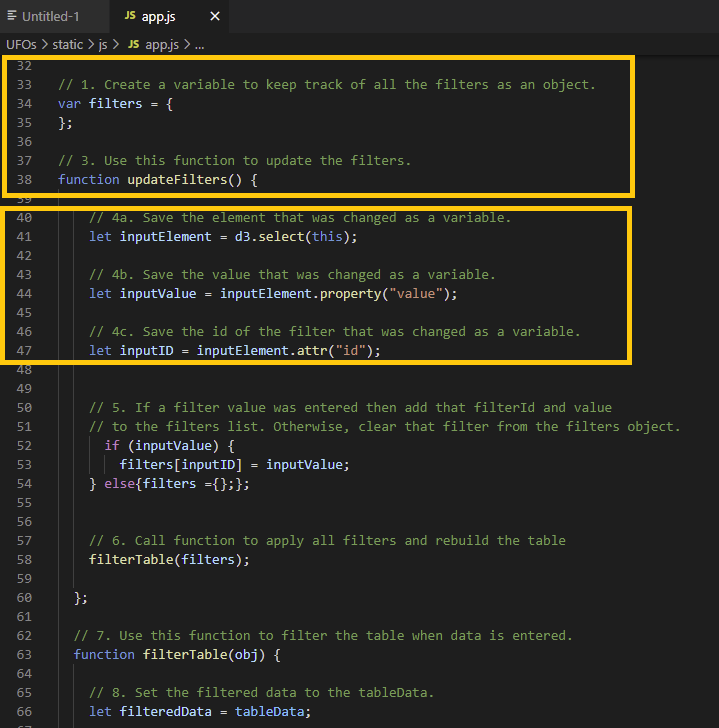 Untitled-1
JS app.js ×
UFOs > static > js > JS app.js > ...
32
33 // 1. Create a variable to keep track of all the filters as an object.
34 var filters = {
35 };
36
37 // 3. Use this function to update the filters.
38 function updateFilters() {
39
40 // 4a. Save the element that was changed as a variable.
41 let inputElement = d3.select(this);
42
43 // 4b. Save the value that was changed as a variable.
44 let inputValue = inputElement.property("value");
45
46 // 4c. Save the id of the filter that was changed as a variable.
47 let inputID = inputElement.attr("id");
48
49
50 // 5. If a filter value was entered then add that filterId and value
51 // to the filters list. Otherwise, clear that filter from the filters object.
52 if (inputValue) {
53 filters[inputID] = inputValue;
54 } else{filters ={};};
55
56
57 // 6. Call function to apply all filters and rebuild the table
58 filterTable(filters);
59
60 };
61
62 // 7. Use this function to filter the table when data is entered.
63 function filterTable(obj) {
64
65 // 8. Set the filtered data to the tableData.
66 let filteredData = tableData;